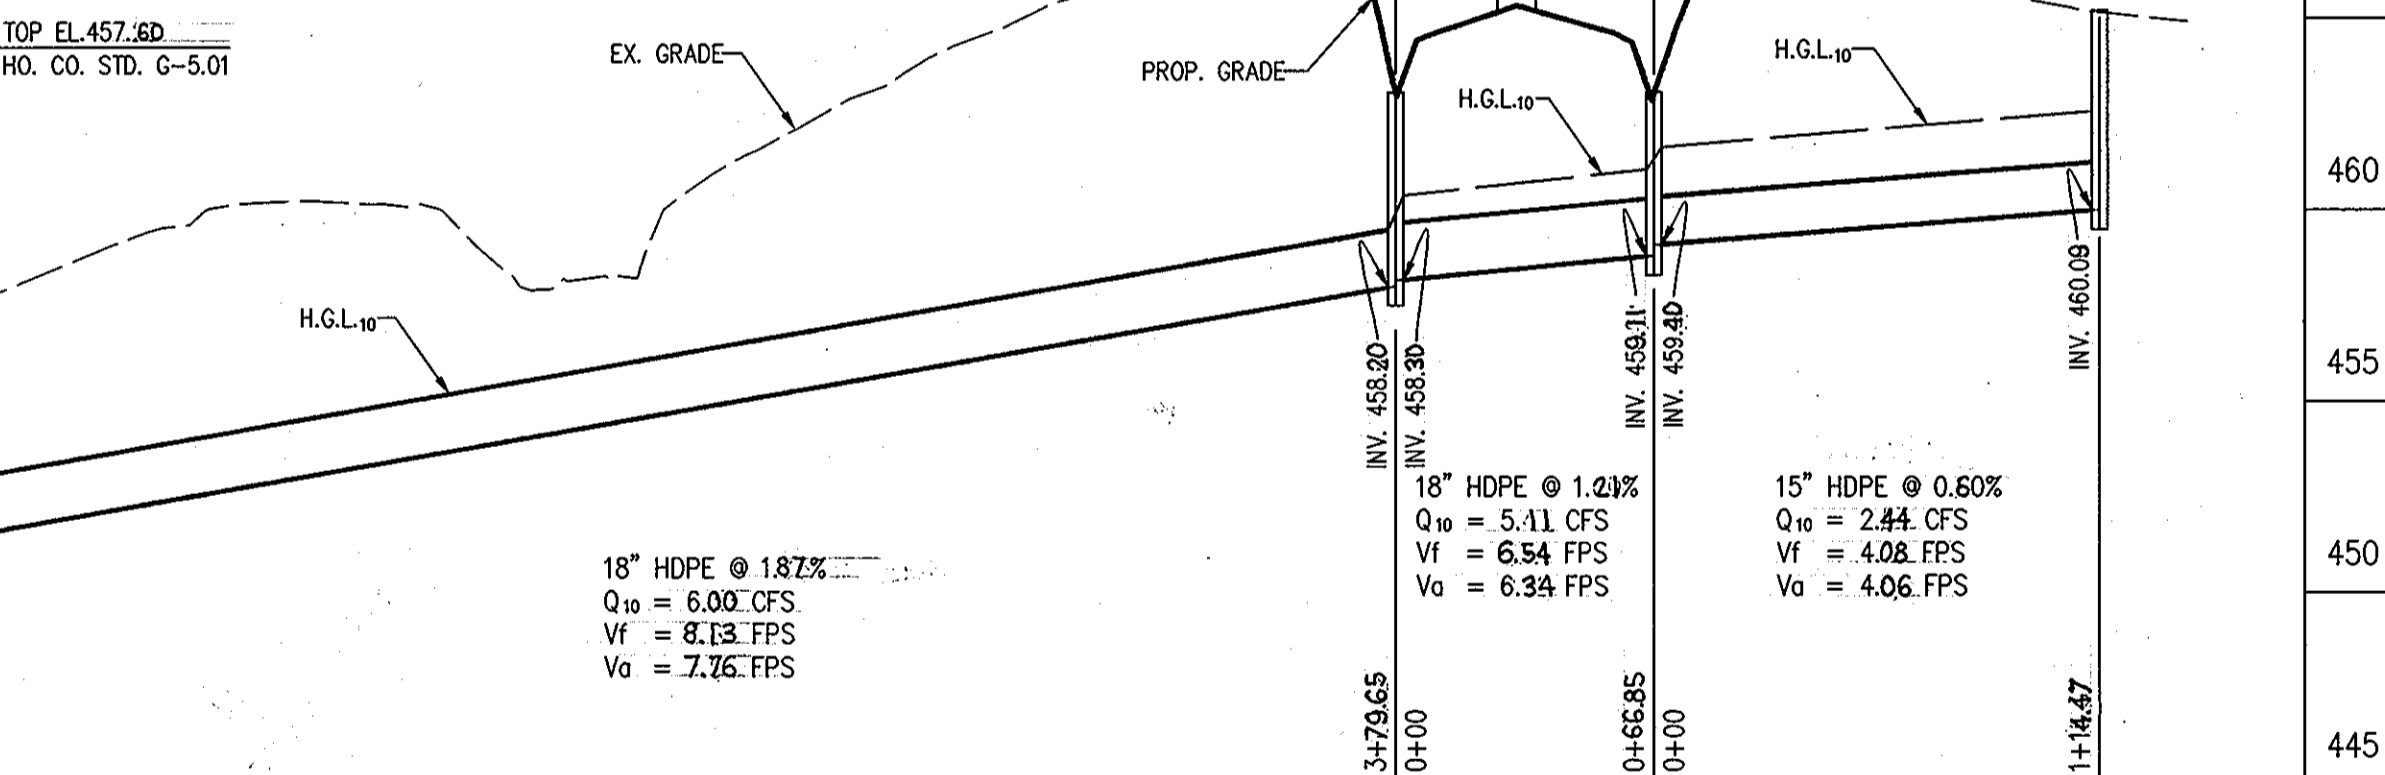 TOP EL.457.60
HO. CO. STD. G-5.01
EX. GRADE
PROP. GRADE
H.G.L.10
H.G.L.10
H.G.L.10
460
455
450
445
INV. 458.20
INV. 458.30
INV. 459.11
INV. 459.40
INV. 460.09
18” HDPE @ 1.87%
Q10 = 6.00 CFS
Vf = 8.13 FPS
Va = 7.76 FPS
18” HDPE @ 1.21%
Q10 = 5.11 CFS
Vf = 6.54 FPS
Va = 6.34 FPS
15” HDPE @ 0.60%
Q10 = 2.44 CFS
Vf = 4.08 FPS
Va = 4.06 FPS
3+79.65
0+00
0+66.85
0+00
1+14.47